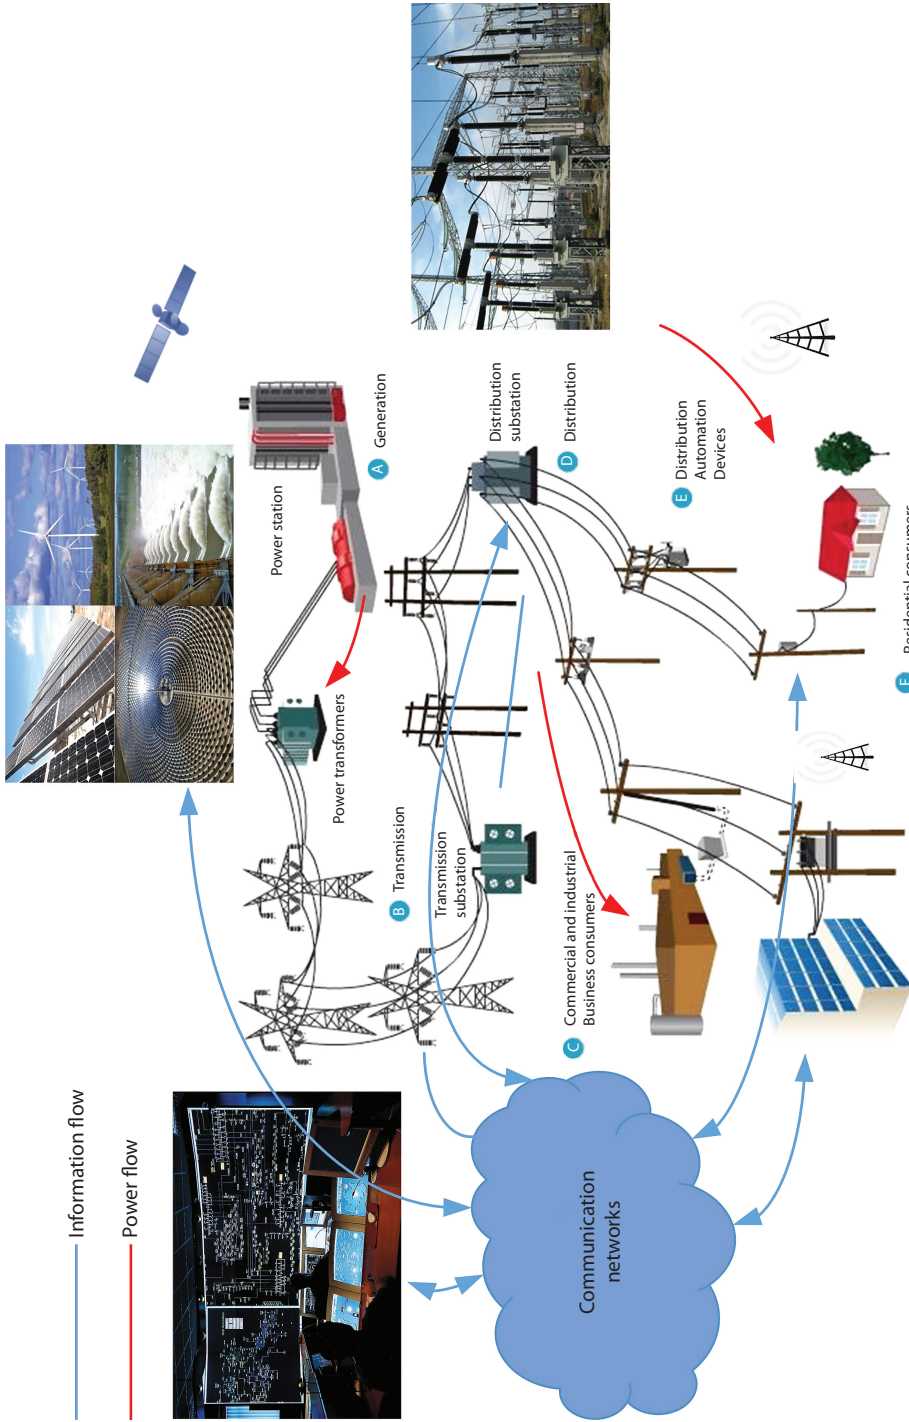 Information flow
Power flow
Power station
A Generation
Power transformers
B Transmission
Transmission
substation
Distribution
substation
D Distribution
E Distribution
Automation
Devices
C Commercial and industrial
Business consumers
Communication
networks